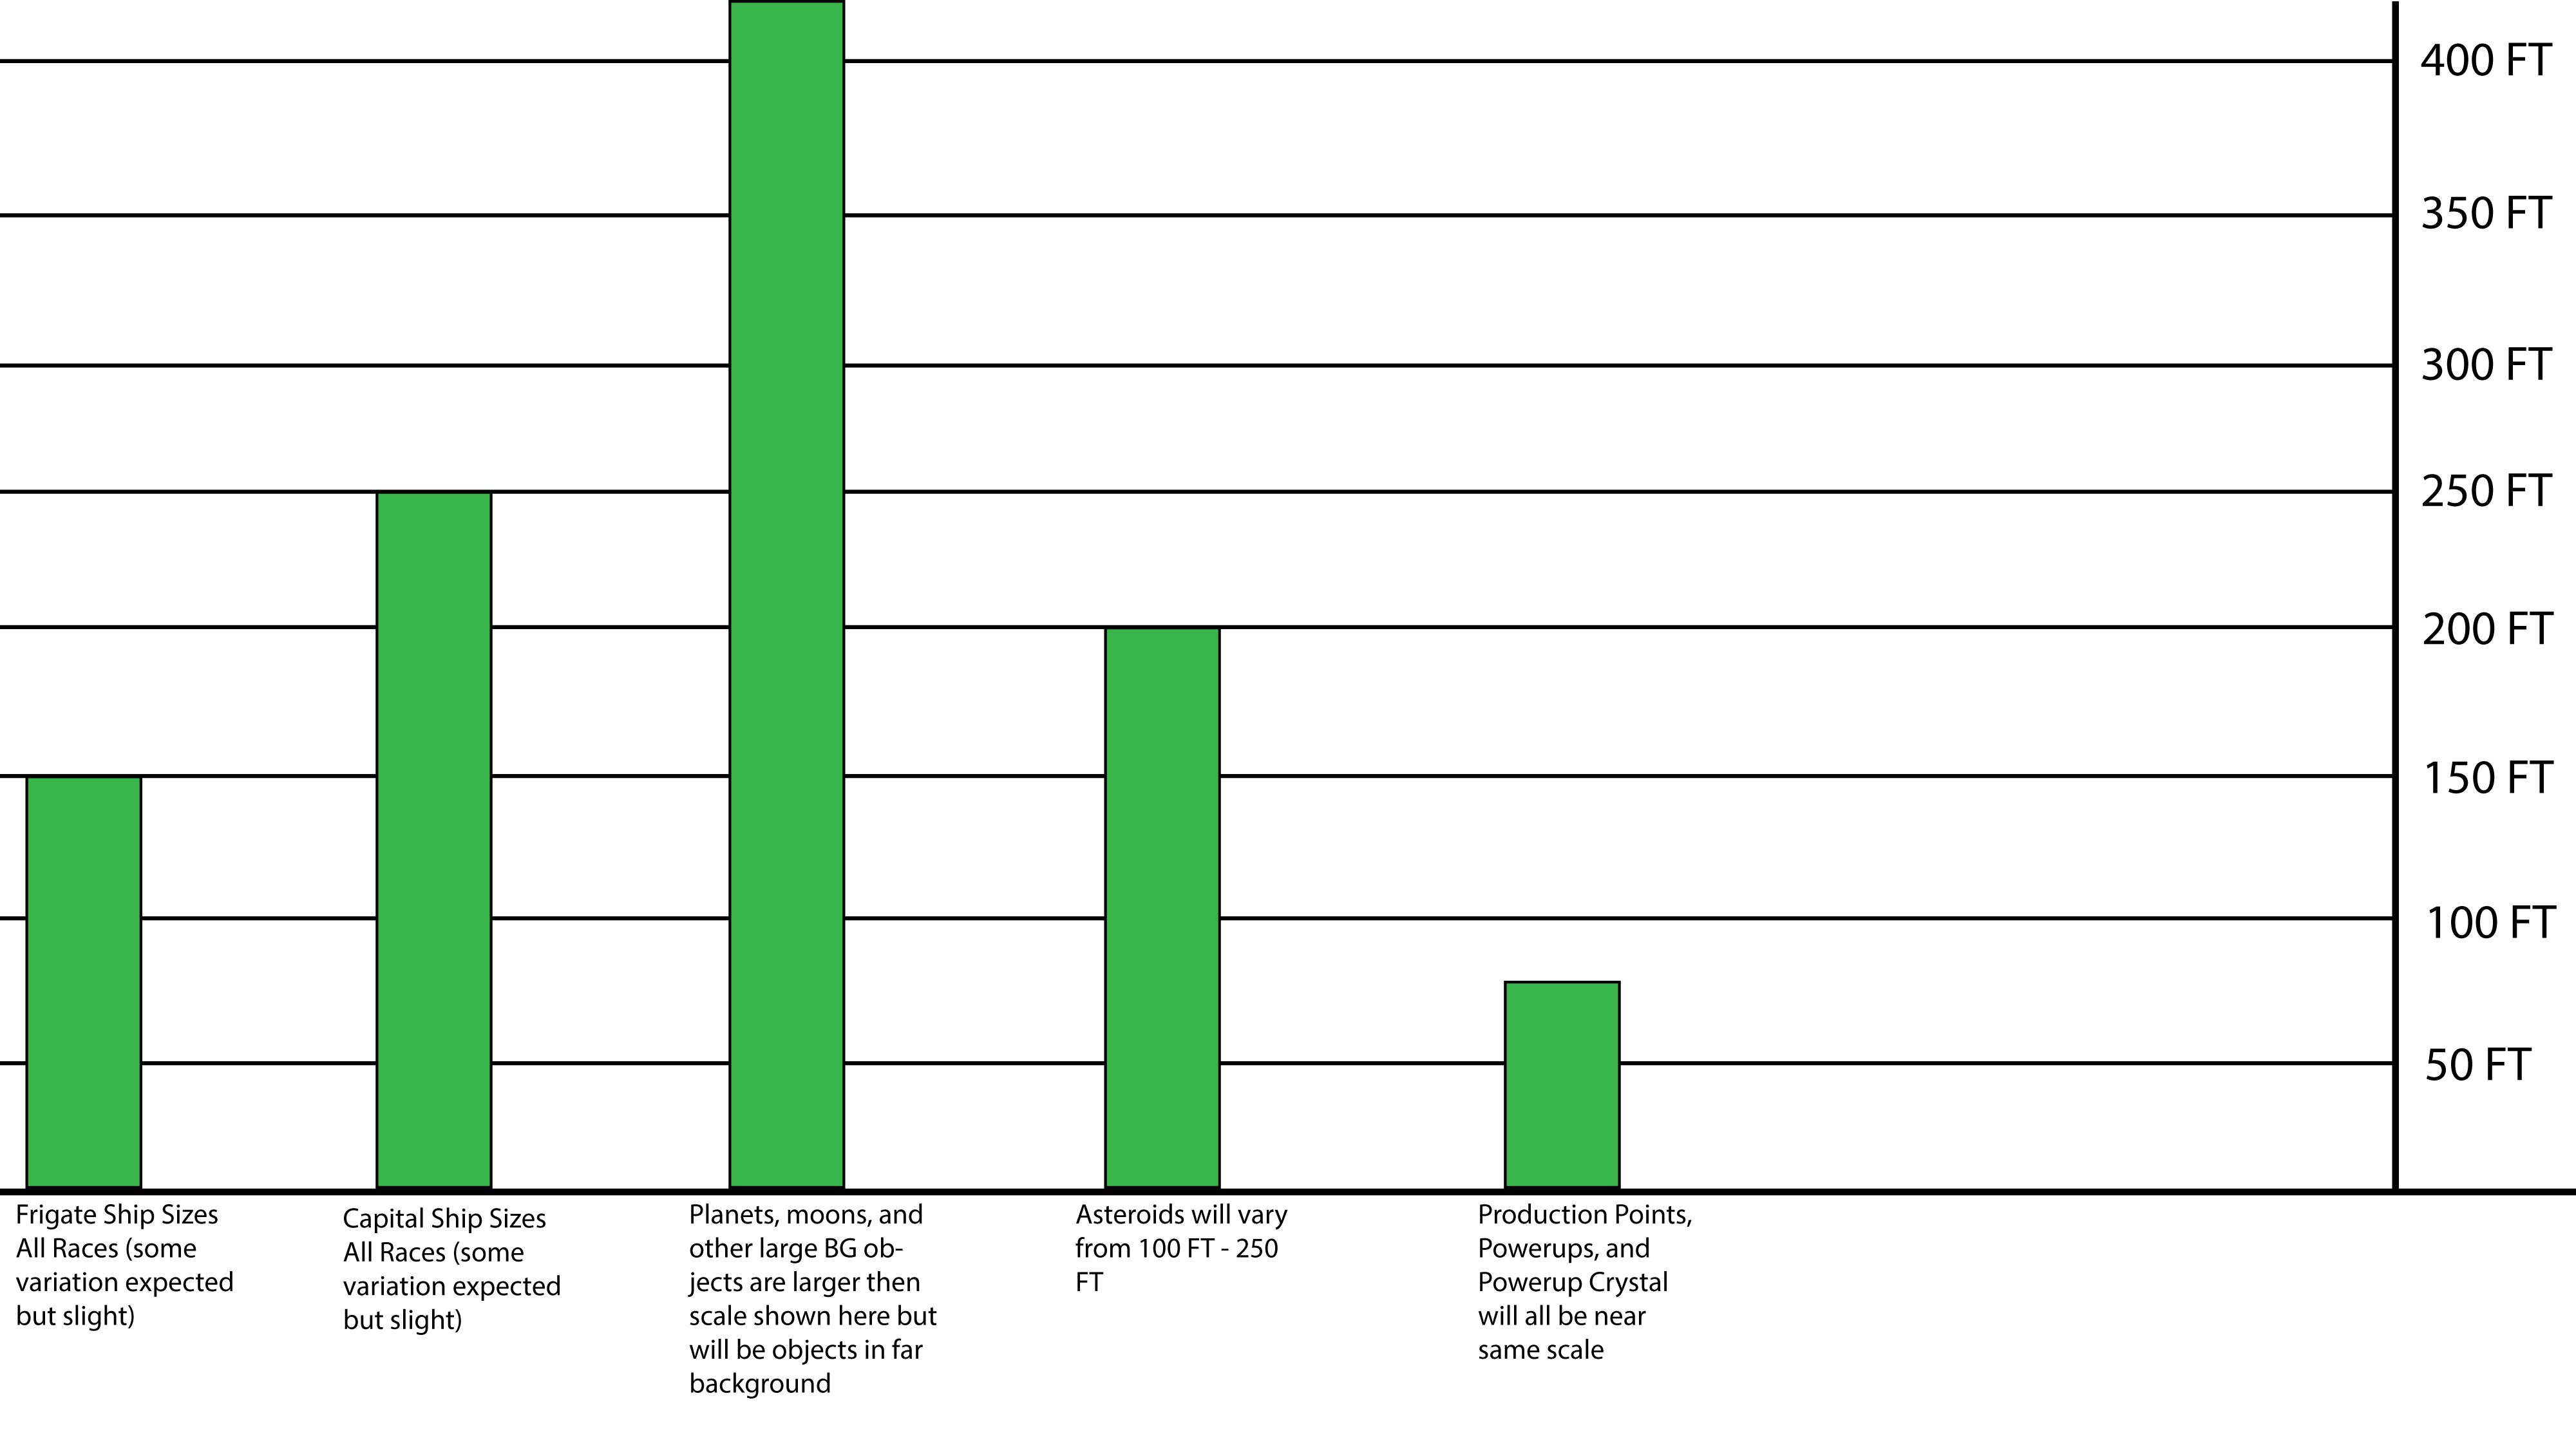 400 FT
350 FT
300 FT
250 FT
200 FT
150 FT
100 FT
50 FT
Frigate Ship Sizes
All Races (some
variation expected
but slight)
Capital Ship Sizes
All Races (some
variation expected
but slight)
Planets, moons, and
other large BG ob-
jects are larger then
scale shown here but
will be objects in far
background
Asteroids will vary
from 100 FT - 250
FT
Production Points,
Powerups, and
Powerup Crystal
will all be near
same scale